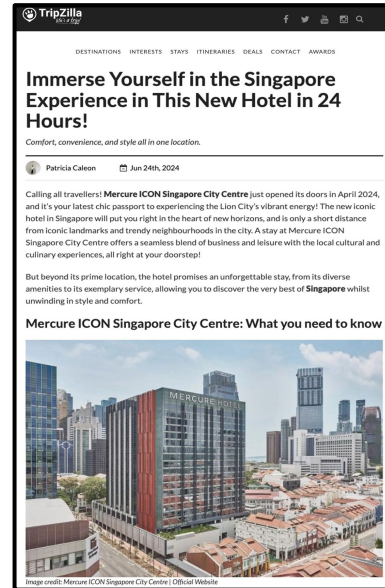 TripZilla
life's a trip!
DESTINATIONS INTERESTS STAYS ITINERARIES DEALS CONTACT AWARDS
Immerse Yourself in the Singapore
Experience in This New Hotel in 24
Hours!
Comfort, convenience, and style all in one location.
Patricia Caleon Jun 24th, 2024
Calling all travellers! Mercure ICON Singapore City Centre just opened its doors in April 2024,
and it's your latest chic passport to experiencing the Lion City's vibrant energy! The new iconic
hotel in Singapore will put you right in the heart of new horizons, and is only a short distance
from iconic landmarks and trendy neighbourhoods in the city. A stay at Mercure ICON
Singapore City Centre offers a seamless blend of business and leisure with the local cultural and
culinary experiences, all right at your doorstep!
But beyond its prime location, the hotel promises an unforgettable stay, from its diverse
amenities to its exemplary service, allowing you to discover the very best of Singapore whilst
unwinding in style and comfort.
Mercure ICON Singapore City Centre: What you need to know
MERCURE HOTEL
Image credit: Mercure ICON Singapore City Centre | Official Website